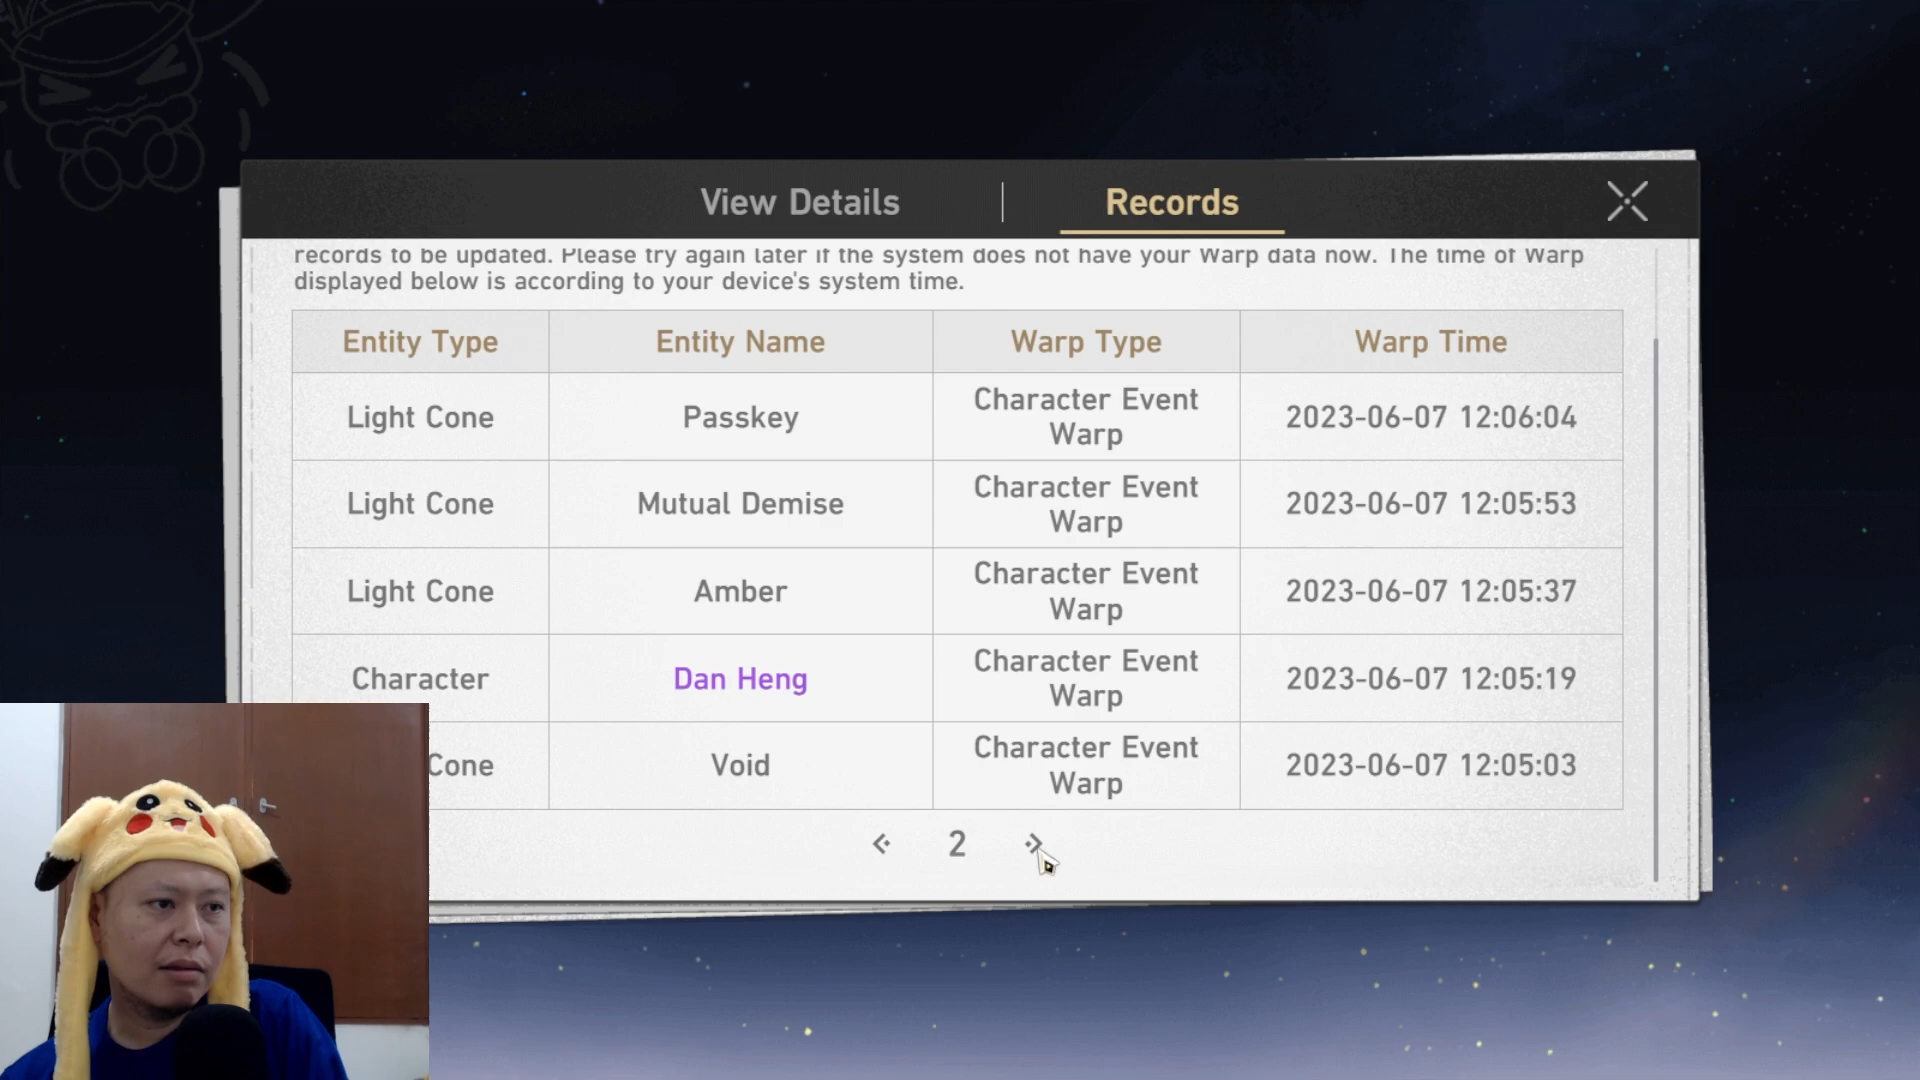 View Details
Records
records to be updated. Please try again later if the system does not have your Warp data now. The time of Warp
displayed below is according to your device's system time.
Entity Type
Entity Name
Warp Type
Warp Time
Light Cone
Passkey
Character Event
Warp
2023-06-07 12:06:04
Light Cone
Mutual Demise
Character Event
Warp
2023-06-07 12:05:53
Light Cone
Amber
Character Event
Warp
2023-06-07 12:05:37
Character
Dan Heng
Character Event
Warp
2023-06-07 12:05:19
Cone
Void
Character Event
Warp
2023-06-07 12:05:03
2